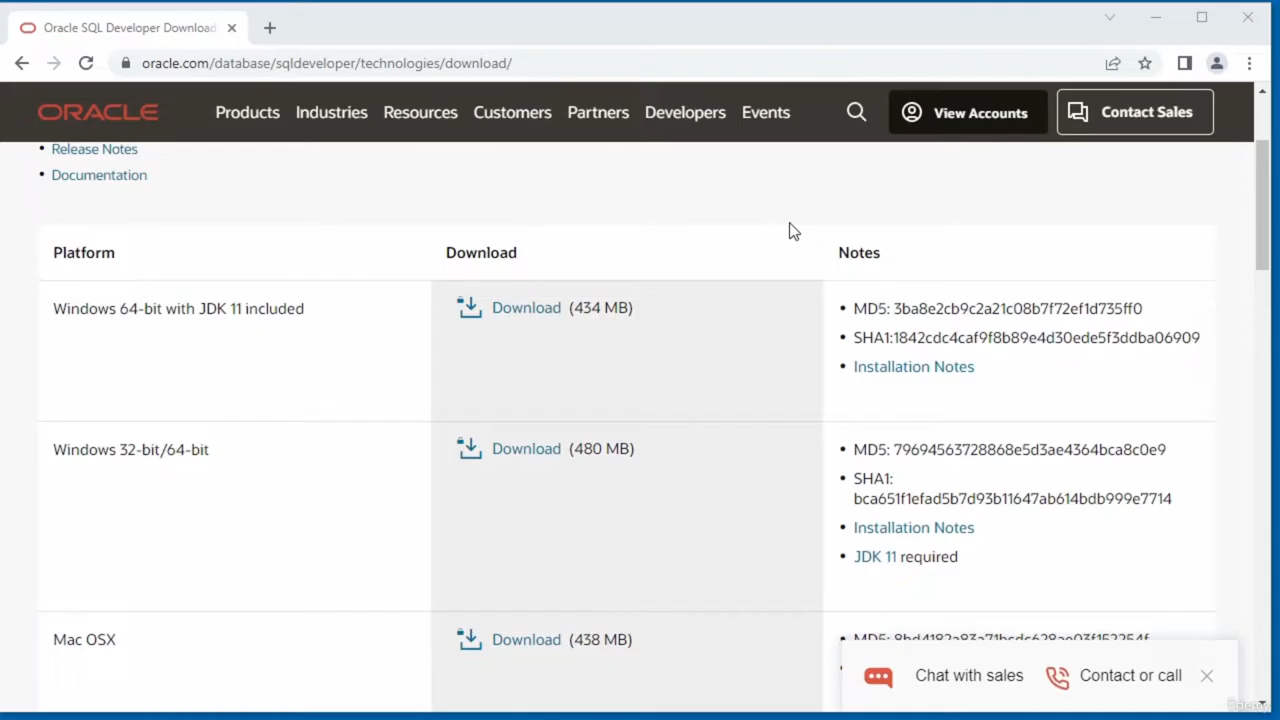 Oracle SQL Developer Download
oracle.com/database/sqldeveloper/technologies/download/
ORACLE Products Industries Resources Customers Partners Developers Events View Accounts Contact Sales
• Release Notes
• Documentation
Platform Download Notes
Windows 64-bit with JDK 11 included Download (434 MB) • MD5: 3ba8e2cb9c2a21c08b7f72ef1d735ff0
• SHA1:1842cdc4caf9f8b89e4d30ede5f3ddba06909
• Installation Notes
Windows 32-bit/64-bit Download (480 MB) • MD5: 79694563728868e5d3ae4364bca8c0e9
• SHA1:
bca651f1efad5b7d93b11647ab614bdb999e7714
• Installation Notes
• JDK 11 required
Mac OSX Download (438 MB) • MD5:
Chat with sales Contact or call
udemy